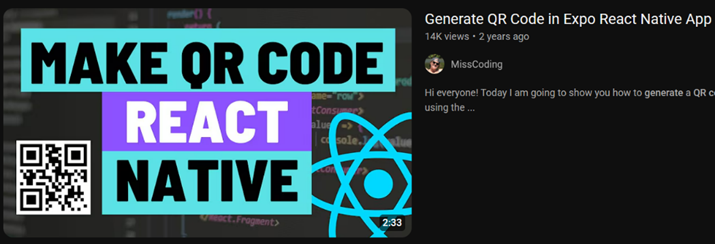 MAKE QR CODE
REACT
NATIVE
2:33
Generate QR Code in Expo React Native App
14K views • 2 years ago
MissCoding
Hi everyone! Today I am going to show you how to generate a QR
using the ...